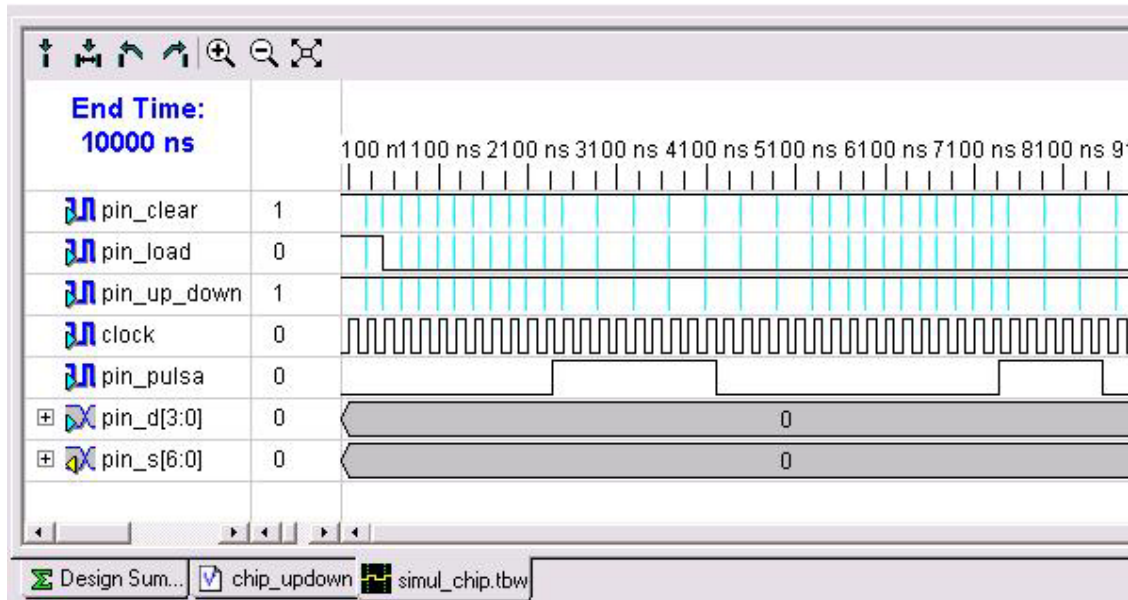 End Time:
10000 ns
100 n1100 ns 2100 ns 3100 ns 4100 ns 5100 ns 6100 ns 7100 ns 8100 ns 91
pin_clear 1
pin_load 0
pin_up_down 1
clock 0
pin_pulsa 0
pin_d[3:0] 0 0
pin_s[6:0] 0 0
Design Sum... chip_updown simul_chip.tbw